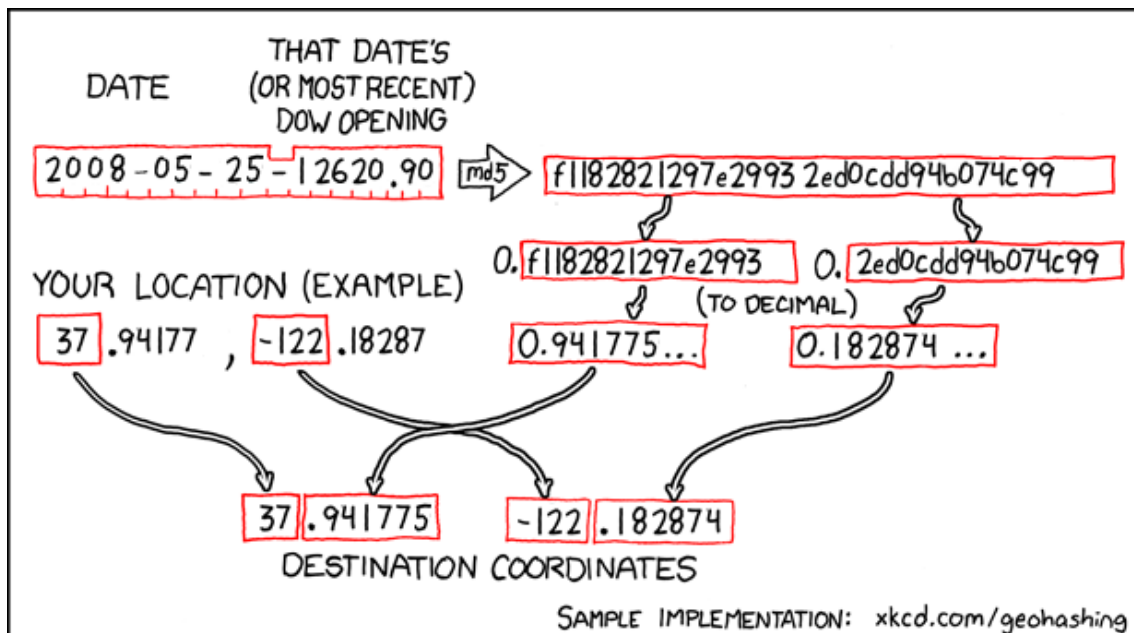 DATE
THAT DATE'S
(OR MOST RECENT)
DOW OPENING
2008-05-25-12620.90
md5
f1182821297e2993 2ed0cdd94b074c99
0.f1182821297e2993
0. 2ed0cdd94b074c99
(TO DECIMAL)
0.941775...
0.182874 ...
YOUR LOCATION (EXAMPLE)
37 .94177 , -122 .18287
37 .941775 -122 .182874
DESTINATION COORDINATES
SAMPLE IMPLEMENTATION: xkcd.com/geohashing